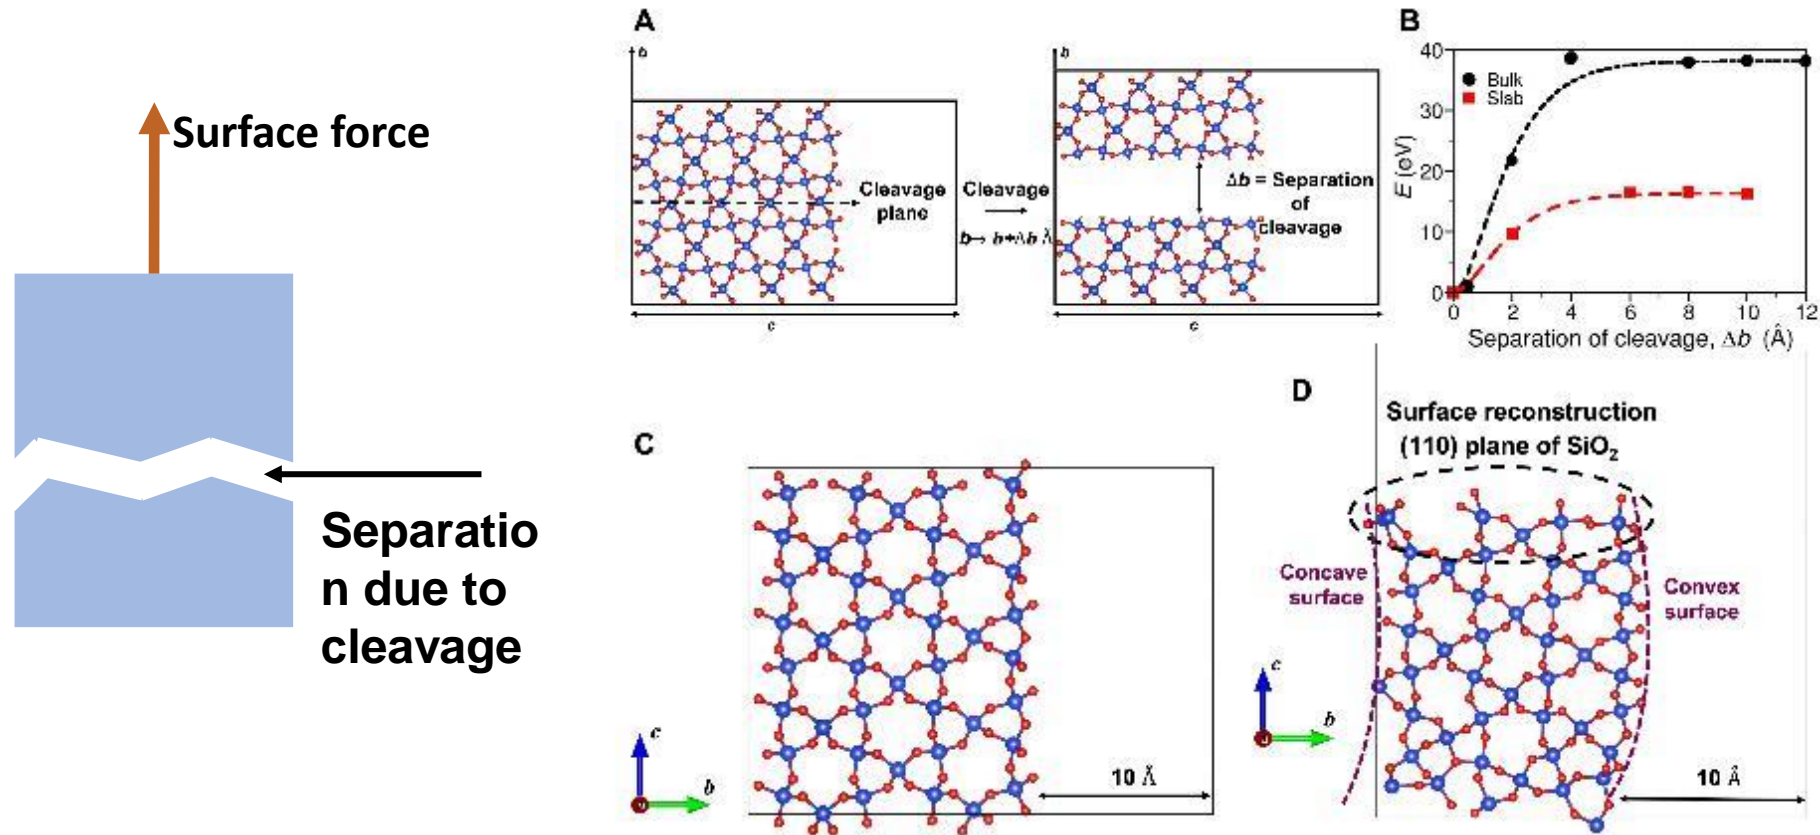 Surface force
Separatio
n due to
cleavage
A
b
Cleavage
plane
c
Cleavage
b→ b+Δb Å
b
Δb = Separation
of
cleavage
c
B
40
30
20
10
0
E (eV)
Bulk
Slab
0 2 4 6 8 10 12
Separation of cleavage, Δb (Å)
C
c
b
10 Å
D
Surface reconstruction
(110) plane of SiO₂
Concave
surface
Convex
surface
c
b
10 Å